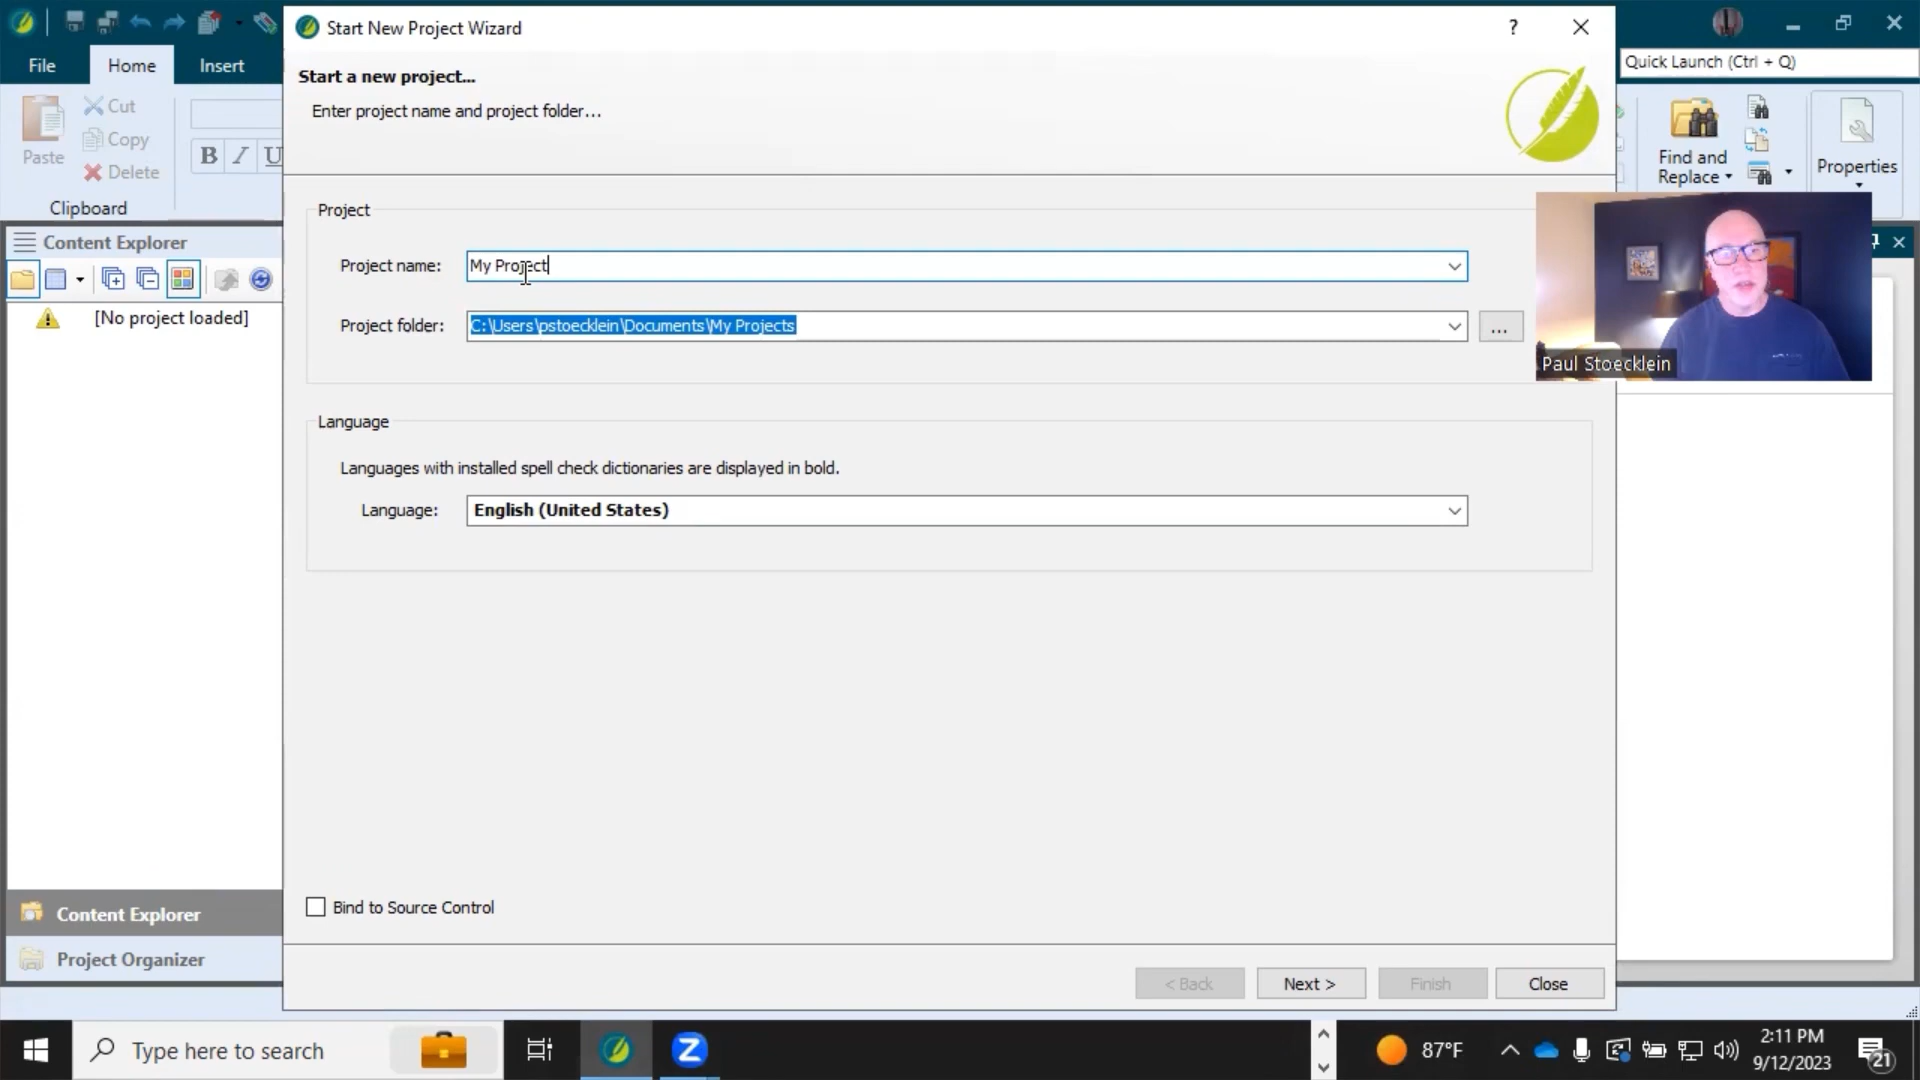 Start New Project Wizard
?
File
Home
Insert
Quick Launch (Ctrl + Q)
Start a new project...
Enter project name and project folder...
Paste
Cut
Copy
Delete
B I U
Clipboard
Find and
Replace
Properties
Content Explorer
[No project loaded]
Project
Project name: My Project
Project folder: C:\Users\pstoecklein\Documents\My Projects
...
Paul Stoecklein
Language
Languages with installed spell check dictionaries are displayed in bold.
Language: English (United States)
Bind to Source Control
Content Explorer
Project Organizer
< Back
Next >
Finish
Close
Type here to search
Z
87°F
2:11 PM
9/12/2023
21